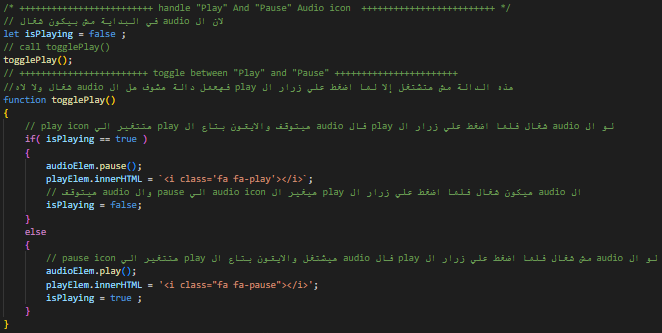 /* +++++++++++++++++++++++++ handle "Play" And "Pause" Audio icon  +++++++++++++++++++++++++ */
// في البداية مش بيكون شغال audio لان ال
let isPlaying = false ;
// call togglePlay()
togglePlay();
// ++++++++++++++++++++++++ toggle between "Play" and "Pause" +++++++++++++++++++++++
//شغال ولا لاه audio فهعمل دالة هشوف هل ال play هذه الدالة مش هتشتغل إلا لما اضغط علي زرار ال
function togglePlay()
{
// play icon هتتغير الي play هيتوقف والايقون بتاع ال audio فال play شغال فلما اضغط علي زرار ال audio لو ال
if( isPlaying == true )
{
audioElem.pause();
playElem.innerHTML = `<i class='fa fa-play'></i>`;
// هيتوقف audio وال pause الي audio icon هيغير ال play هيكون شغال فلما اضغط علي زرار ال audio ال
isPlaying = false;
}
else
{
// pause icon هتتغير الي play هيشتغل والايقون بتاع ال audio فال play مش شغال فلما اضغط علي زرار ال audio لو ال
audioElem.play();
playElem.innerHTML = '<i class="fa fa-pause"></i>';
isPlaying = true ;
}
}